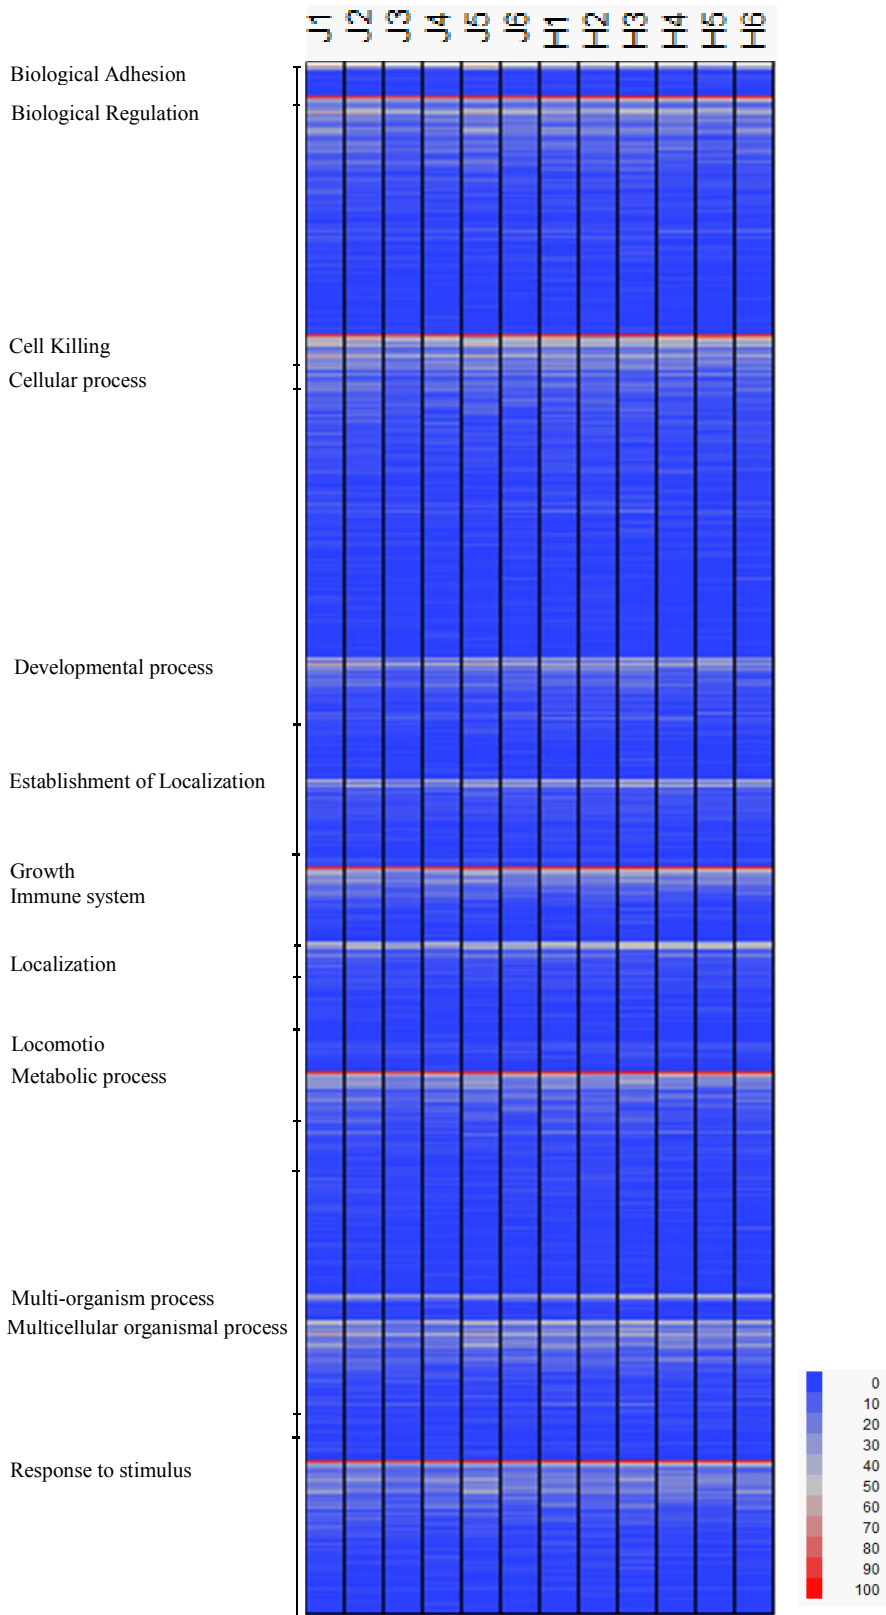 J1 J2 J3 J4 J5 J6 H1 H2 H3 H4 H5 H6
Biological Adhesion
Biological Regulation
Cell Killing
Cellular process
Developmental process
Establishment of Localization
Growth
Immune system
Localization
Locomotio
Metabolic process
Multi-organism process
Multicellular organismal process
Response to stimulus
0
10
20
30
40
50
60
70
80
90
100